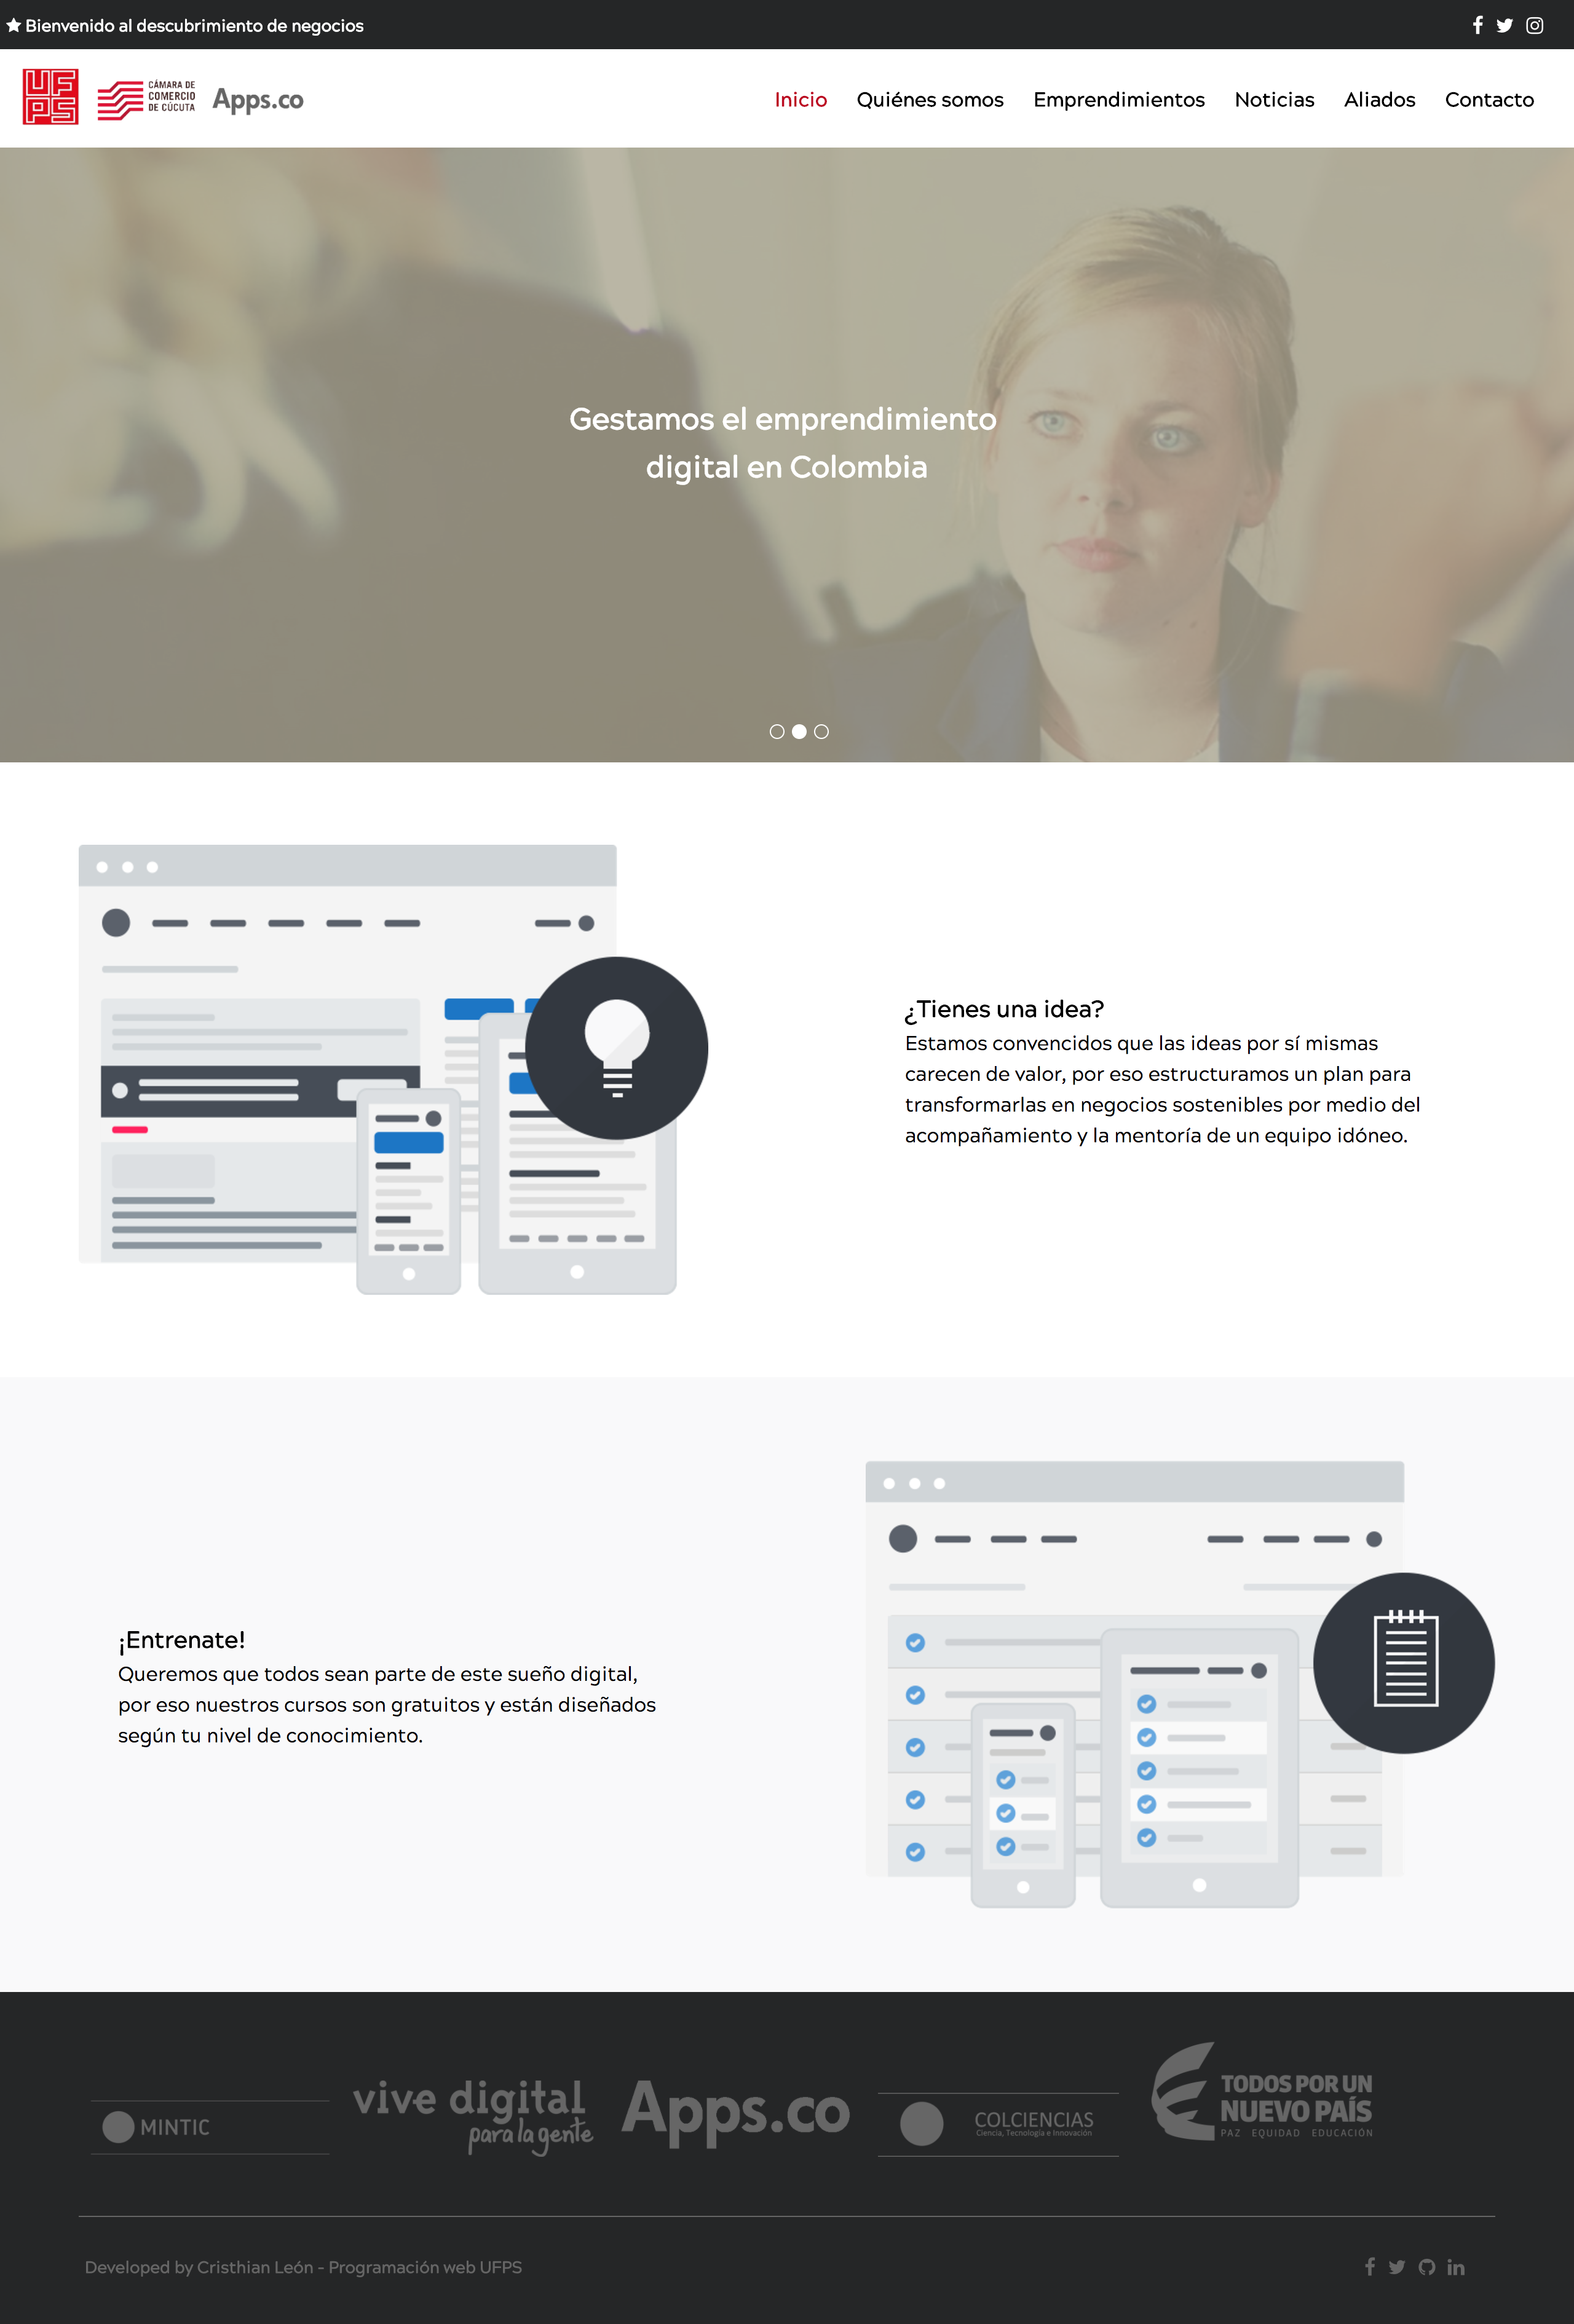 Bienvenido al descubrimiento de negocios
UFPS
CÁMARA DE
COMERCIO
DE CÚCUTA
Apps.co
Inicio Quiénes somos Emprendimientos Noticias Aliados Contacto
Gestamos el emprendimiento
digital en Colombia
¿Tienes una idea?
Estamos convencidos que las ideas por sí mismas
carecen de valor, por eso estructuramos un plan para
transformarlas en negocios sostenibles por medio del
acompañamiento y la mentoría de un equipo idóneo.
¡Entrenate!
Queremos que todos sean parte de este sueño digital,
por eso nuestros cursos son gratuitos y están diseñados
según tu nivel de conocimiento.
MINTIC
vive digital
para la gente
Apps.co
COLCIENCIAS
Ciencia, Tecnología e Innovación
TODOS POR UN
NUEVO PAÍS
PAZ EQUIDAD EDUCACIÓN
Developed by Cristhian León - Programación web UFPS